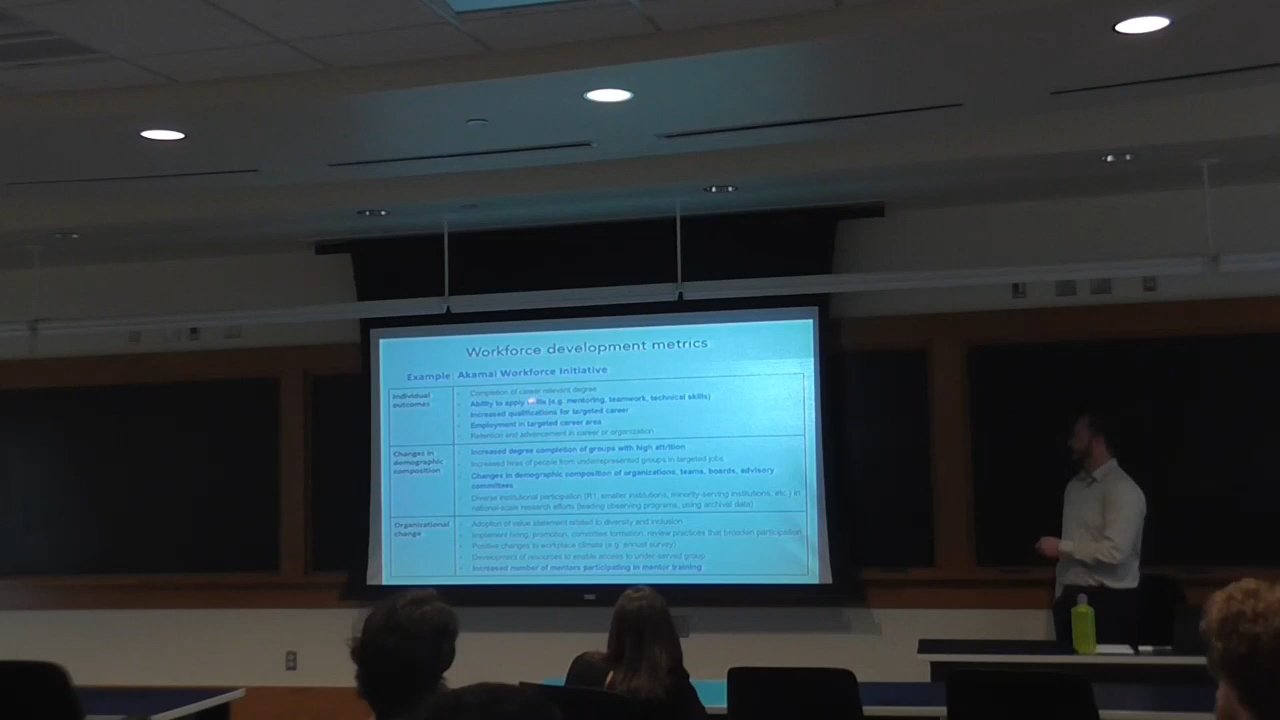 Workforce development metrics
Example: Akamai Workforce Initiative
Individual outcomes
Completion of career relevant degree
Ability to apply skills (e.g. mentoring, teamwork, technical skills)
Increased qualifications for targeted career
Employment in targeted career area
Retention and advancement in career or organization
Changes in demographic composition
Increased degree completion of groups with high attrition
Increased hires of people from underrepresented groups in targeted jobs
Changes in demographic composition of organizations, teams, boards, advisory
committees
Diverse institutional participation (R1, smaller institutions, minority-serving institutions, etc.) in
national-scale research efforts (leading observing programs, using archival data)
Organizational change
Adoption of value statement related to diversity and inclusion
Implement hiring, promotion, committee formation, review practices that broaden participation
Positive changes to workplace climate (e.g. annual survey)
Development of resources to enable access to under-served group
Increased number of mentors participating in mentor training